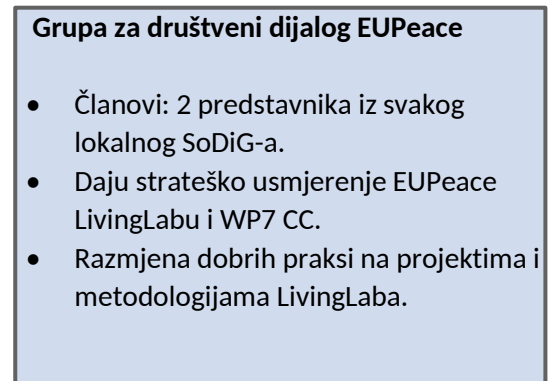 Grupa za društveni dijalog EUPeace
• Članovi: 2 predstavnika iz svakog
lokalnog SoDiG-a.
• Daju strateško usmjerenje EUPeace
LivingLabu i WP7 CC.
• Razmjena dobrih praksi na projektima i
metodologijama LivingLaba.